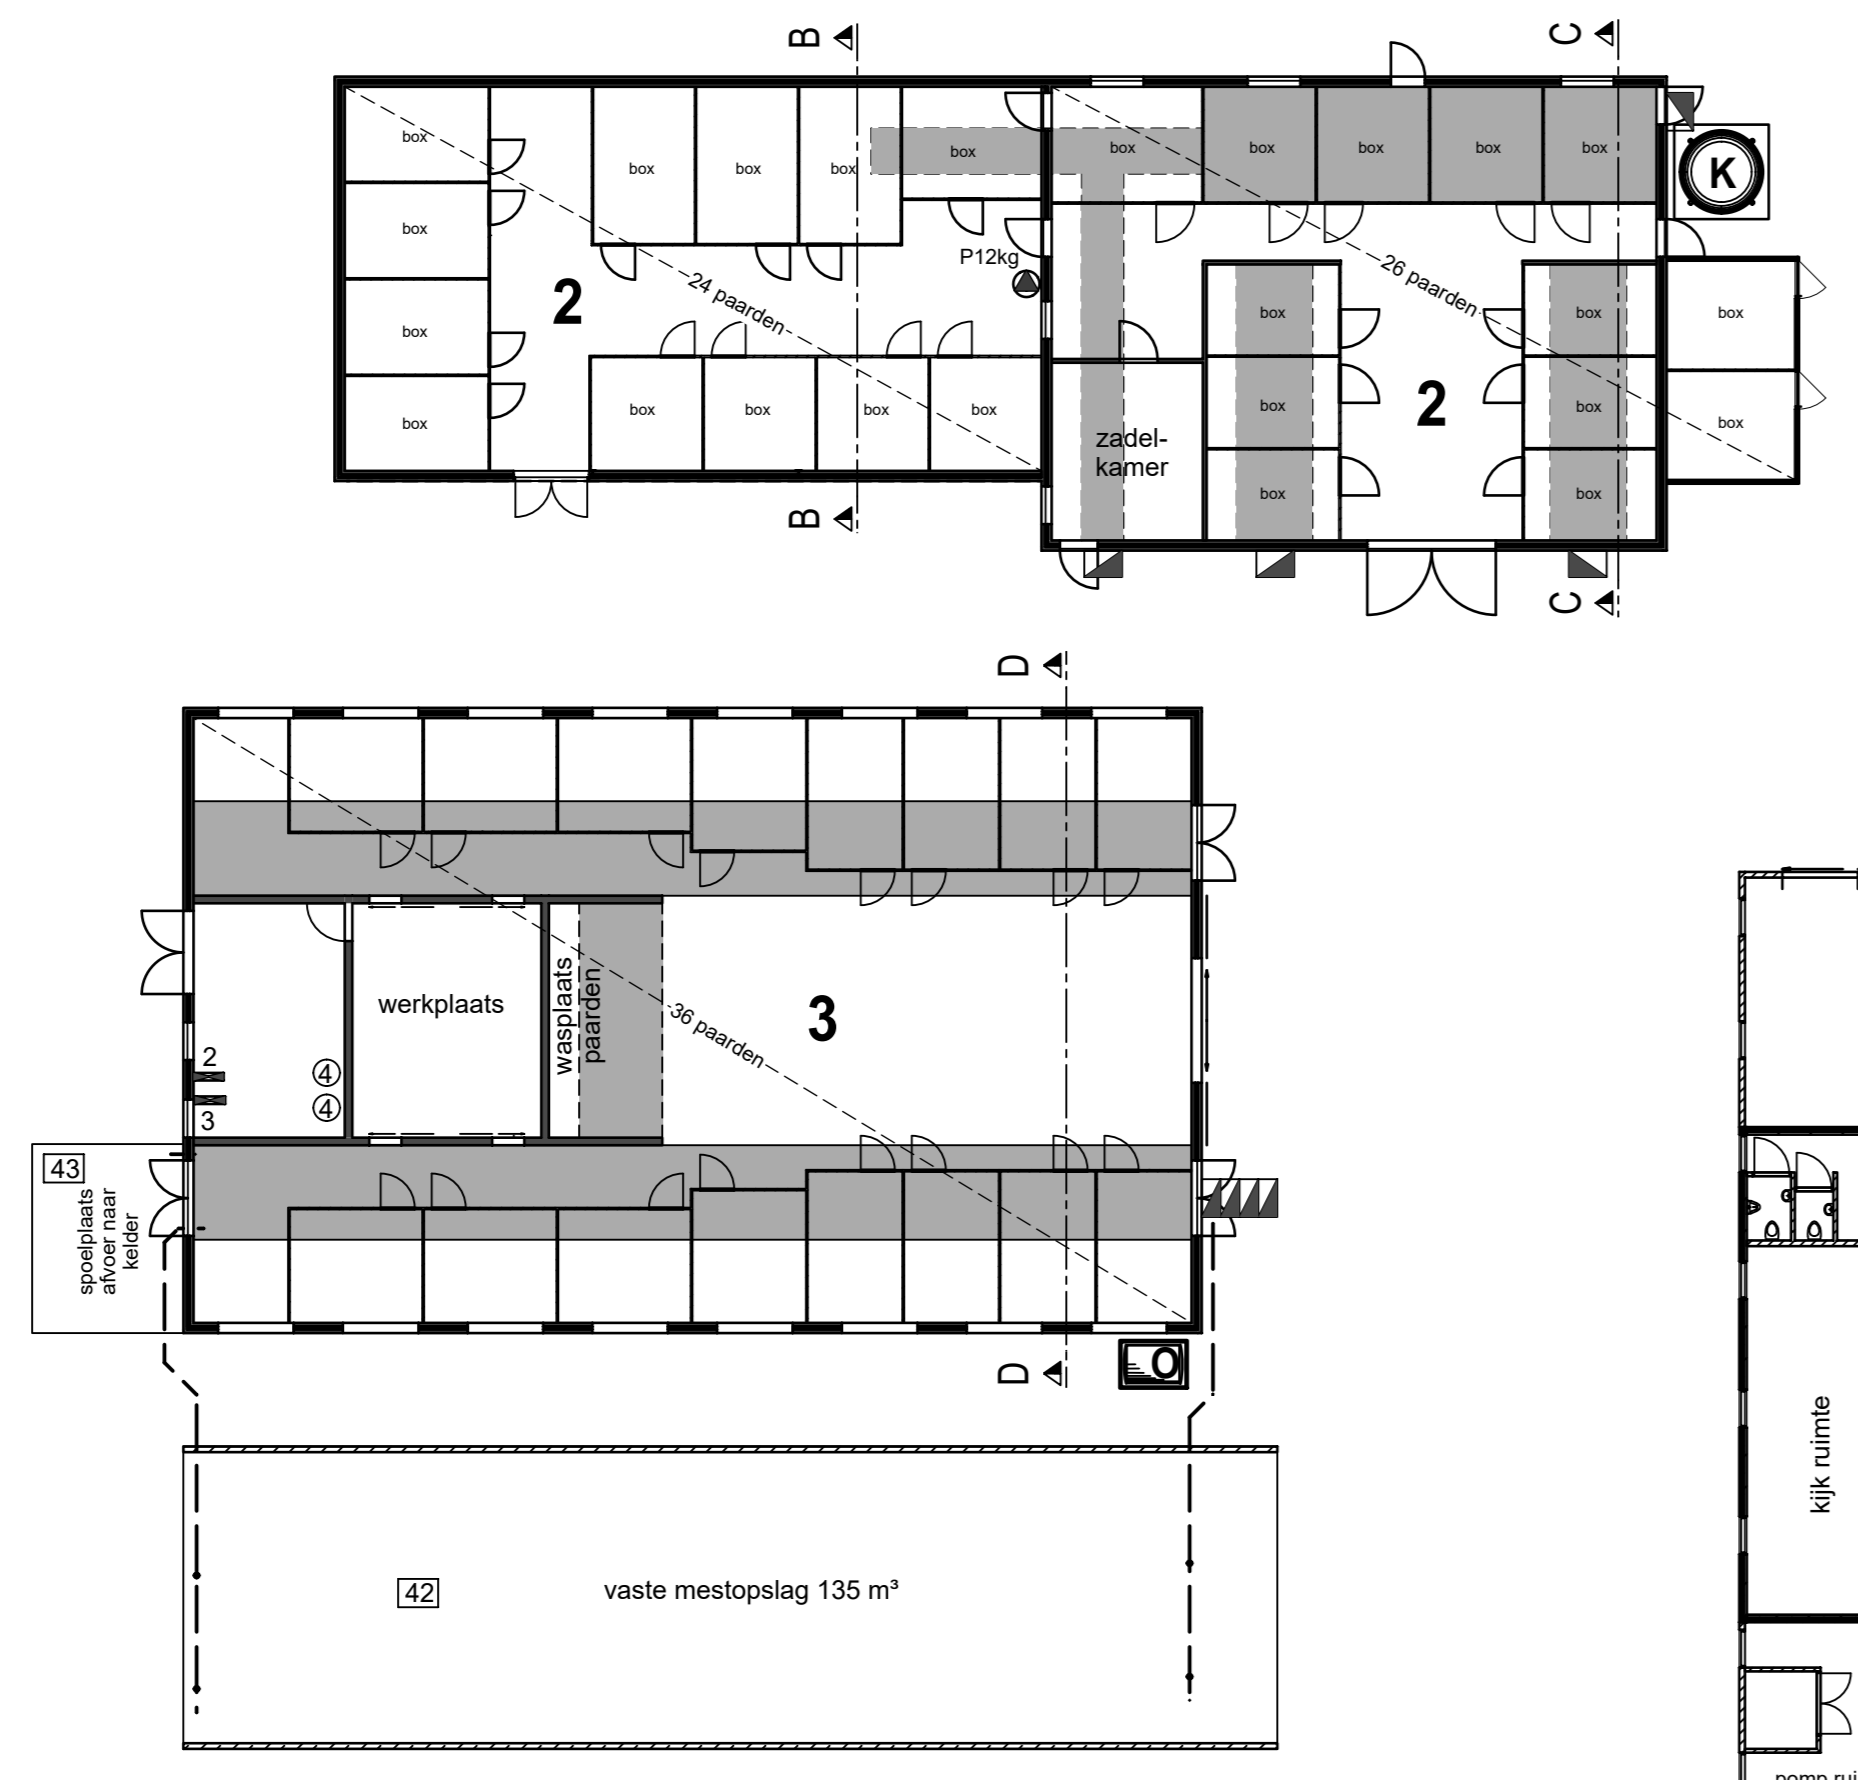 B
C
box
box
box
box
box
box
box
box
box
box
box
K
box
P12kg
24 paarden
2
26 paarden
box
box
box
box
box
box
2
box
box
box
box
box
box
box
zadel-
kamer
box
box
B
C
D
werkplaats
wasplaats
paarden
36 paarden
3
2
4
4
3
43
spoelplaats
afvoer naar
kelder
D
O
kijk ruimte
42
vaste mestopslag 135 m³